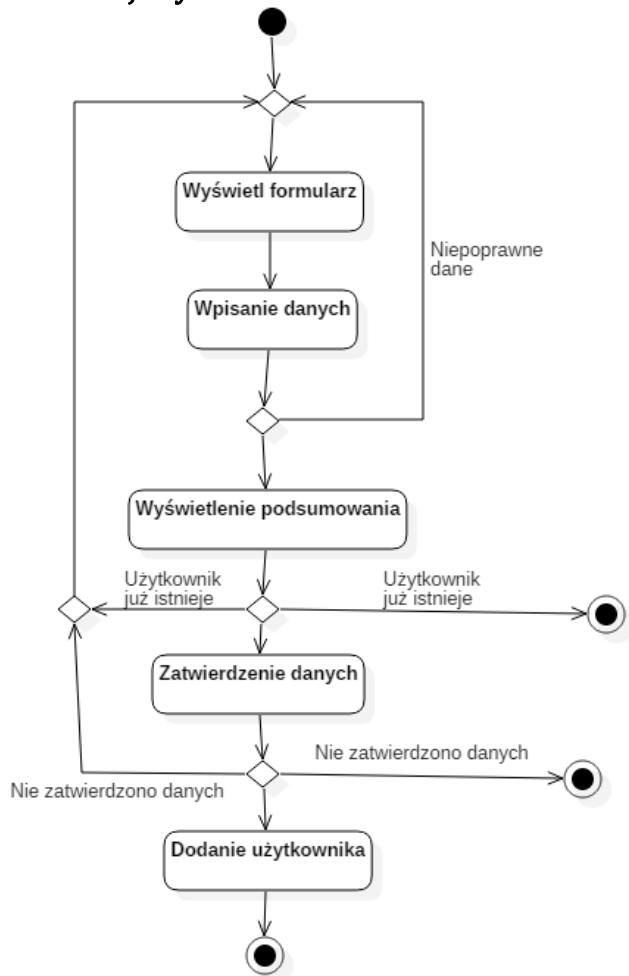 Wyświetl formularz
Niepoprawne
dane
Wpisanie danych
Wyświetlenie podsumowania
Użytkownik
już istnieje
Użytkownik
już istnieje
Zatwierdzenie danych
Nie zatwierdzono danych
Nie zatwierdzono danych
Dodanie użytkownika